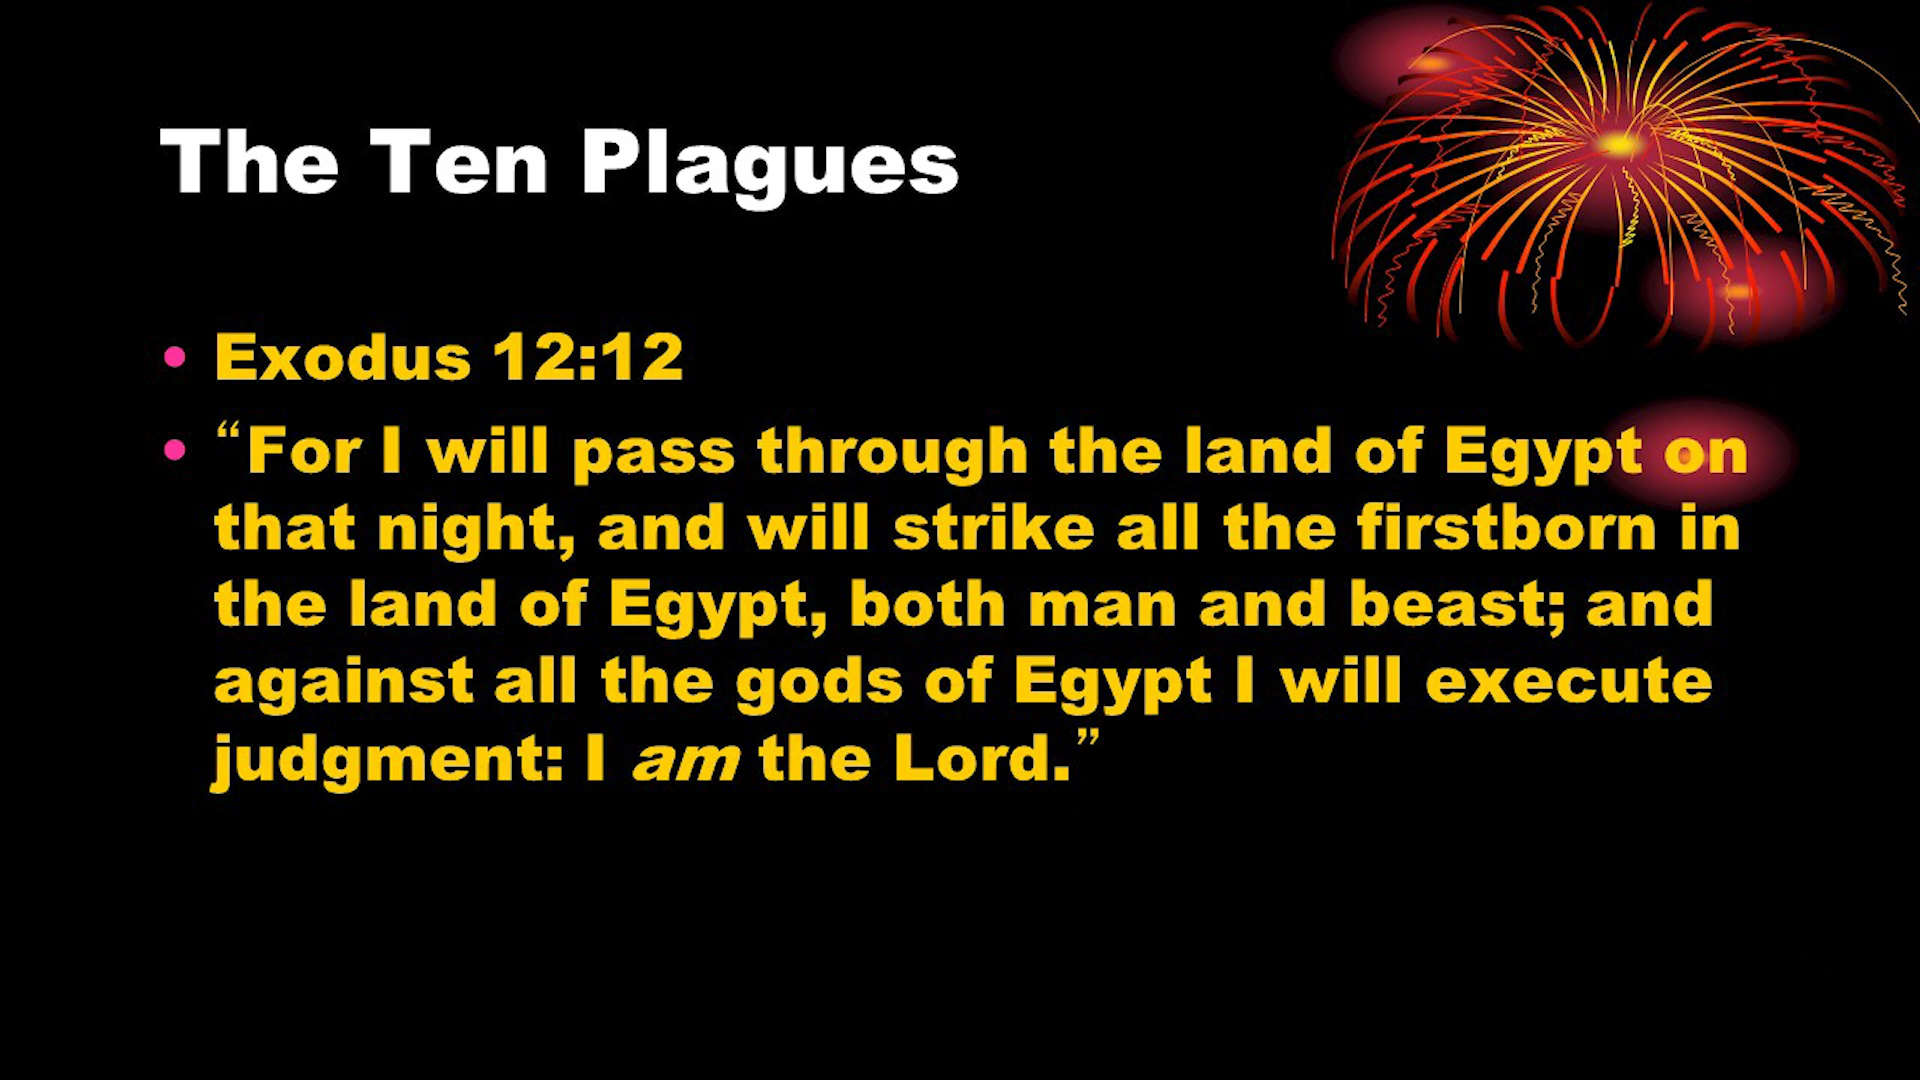 The Ten Plagues
• Exodus 12:12
• “For I will pass through the land of Egypt on
that night, and will strike all the firstborn in
the land of Egypt, both man and beast; and
against all the gods of Egypt I will execute
judgment: I am the Lord.”